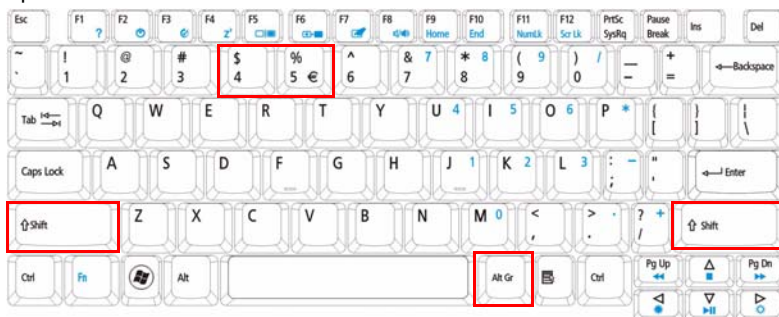 Esc F1 ? F2 F3 F4 Zᶻ F5 F6 F7 F8 F9 Home F10 End F11 NumLk F12 Scr Lk PrtSc SysRq Pause Break Ins Del
~ ` ! 1 @ 2 # 3 $ 4 % 5 € ^ 6 & 7 7 * 8 8 ( 9 9 ) 0 / _ - + = Backspace
Tab Q W E R T Y U 4 I 5 O 6 P * { [ } ] | \
Caps Lock A S D F G H J 1 K 2 L 3 : ; - " ' Enter
Shift Z X C V B N M 0 < , > . . ? / + Shift
Ctrl Fn Alt Alt Gr Ctrl Pg Up Pg Dn